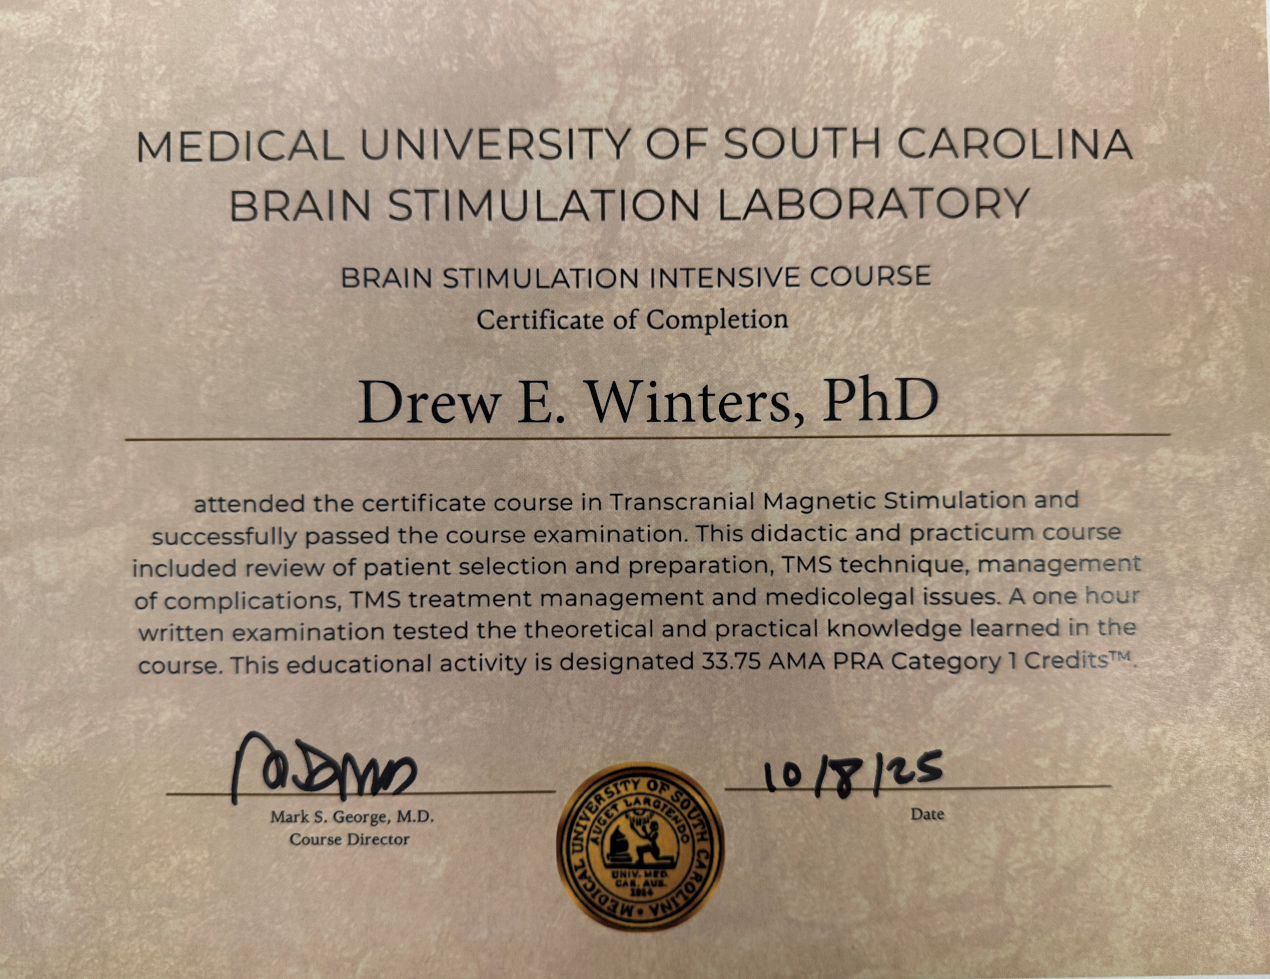 MEDICAL UNIVERSITY OF SOUTH CAROLINA
BRAIN STIMULATION LABORATORY
BRAIN STIMULATION INTENSIVE COURSE
Certificate of Completion
Drew E. Winters, PhD
attended the certificate course in Transcranial Magnetic Stimulation and
successfully passed the course examination. This didactic and practicum course
included review of patient selection and preparation, TMS technique, management
of complications, TMS treatment management and medicolegal issues. A one hour
written examination tested the theoretical and practical knowledge learned in the
course. This educational activity is designated 33.75 AMA PRA Category 1 Credits™.
10/8/25
Mark S. George, M.D.
Course Director
Date
MEDICAL UNIVERSITY OF SOUTH CAROLINA
AUGET LARGIENDO
UNIV. MED.
CAR. AUS.
1824